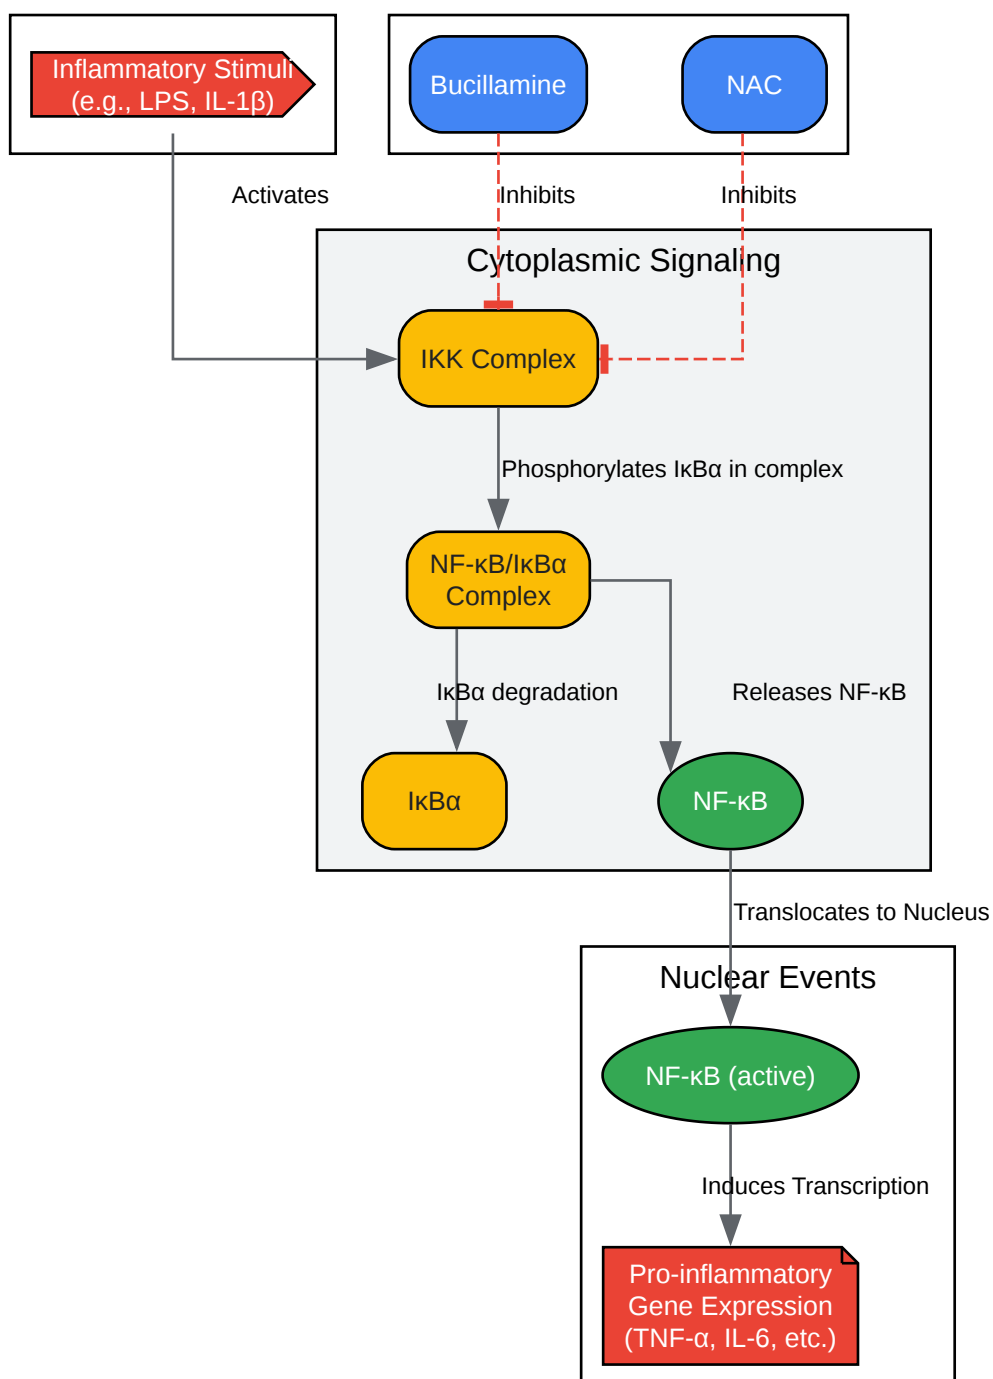 Inflammatory Stimuli
(e.g., LPS, IL-1β)
Bucillamine
NAC
Activates
Inhibits
Inhibits
Cytoplasmic Signaling
IKK Complex
Phosphorylates IκBα in complex
NF-κB/IκBα
Complex
IκBα degradation
Releases NF-κB
IκBα
NF-κB
Translocates to Nucleus
Nuclear Events
NF-κB (active)
Induces Transcription
Pro-inflammatory
Gene Expression
(TNF-α, IL-6, etc.)